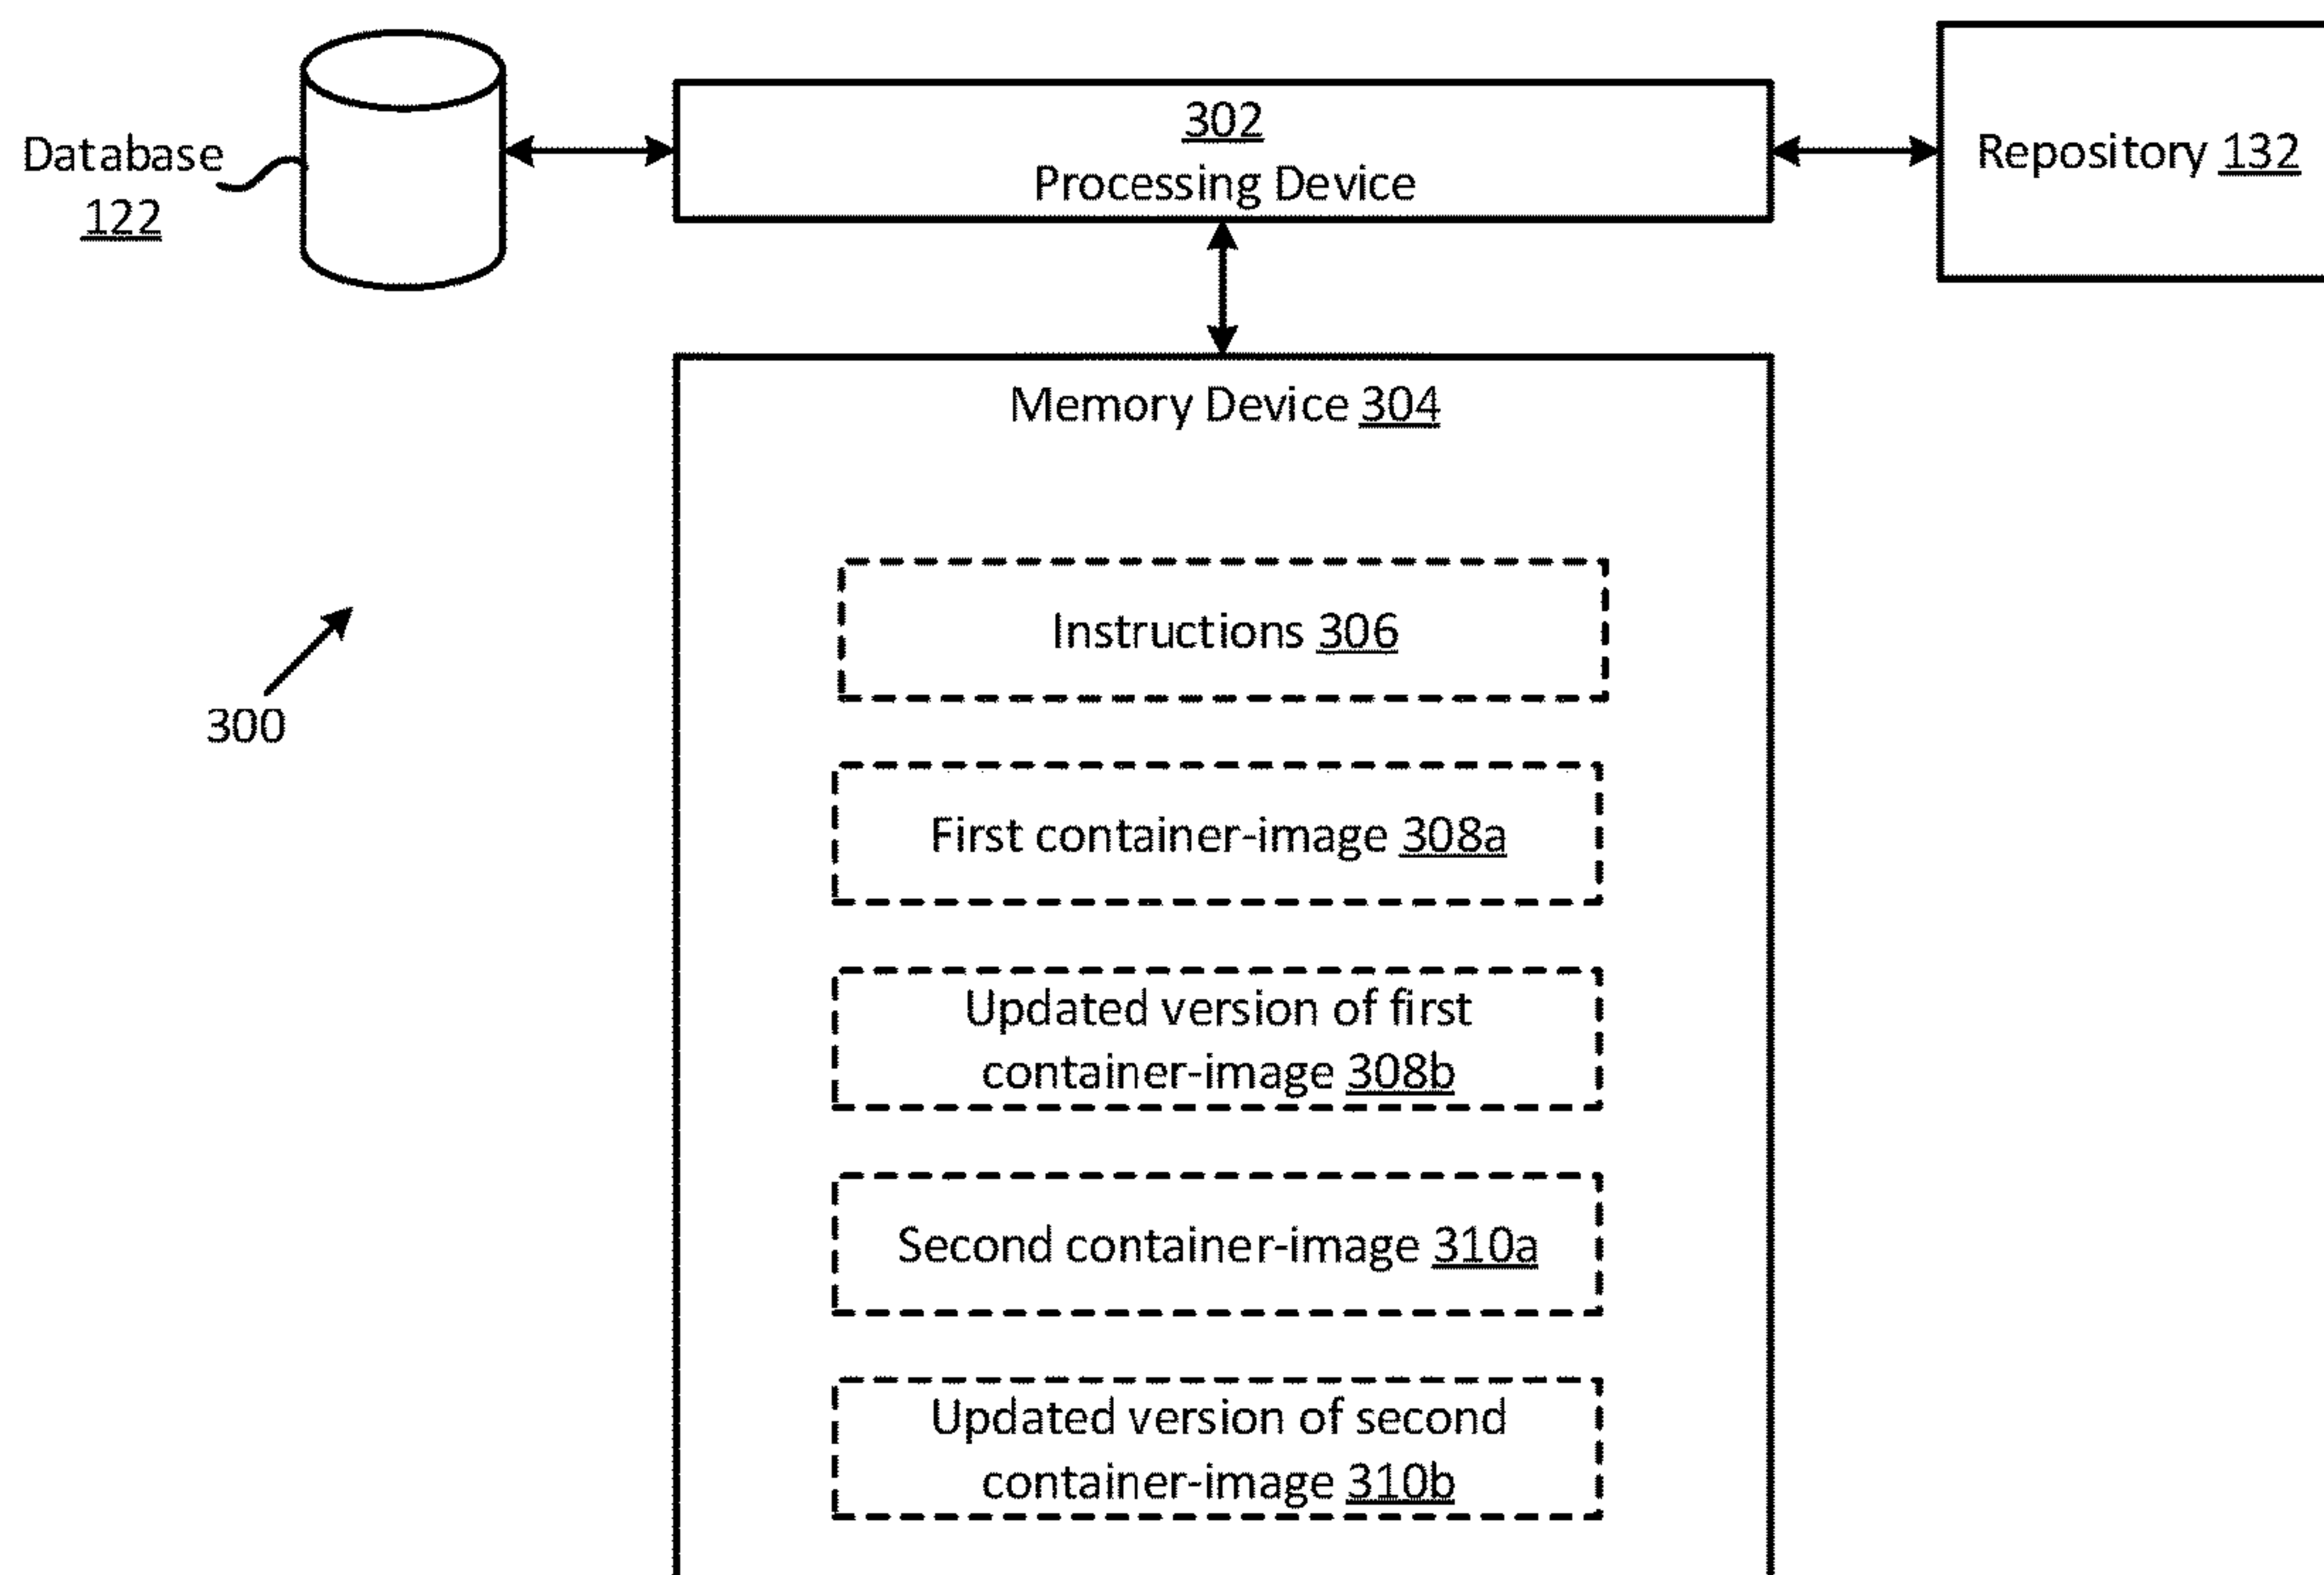 Database
122
302
Processing Device
Repository 132
Memory Device 304
Instructions 306
300
First container-image 308a
Updated version of first
container-image 308b
Second container-image 310a
Updated version of second
container-image 310b